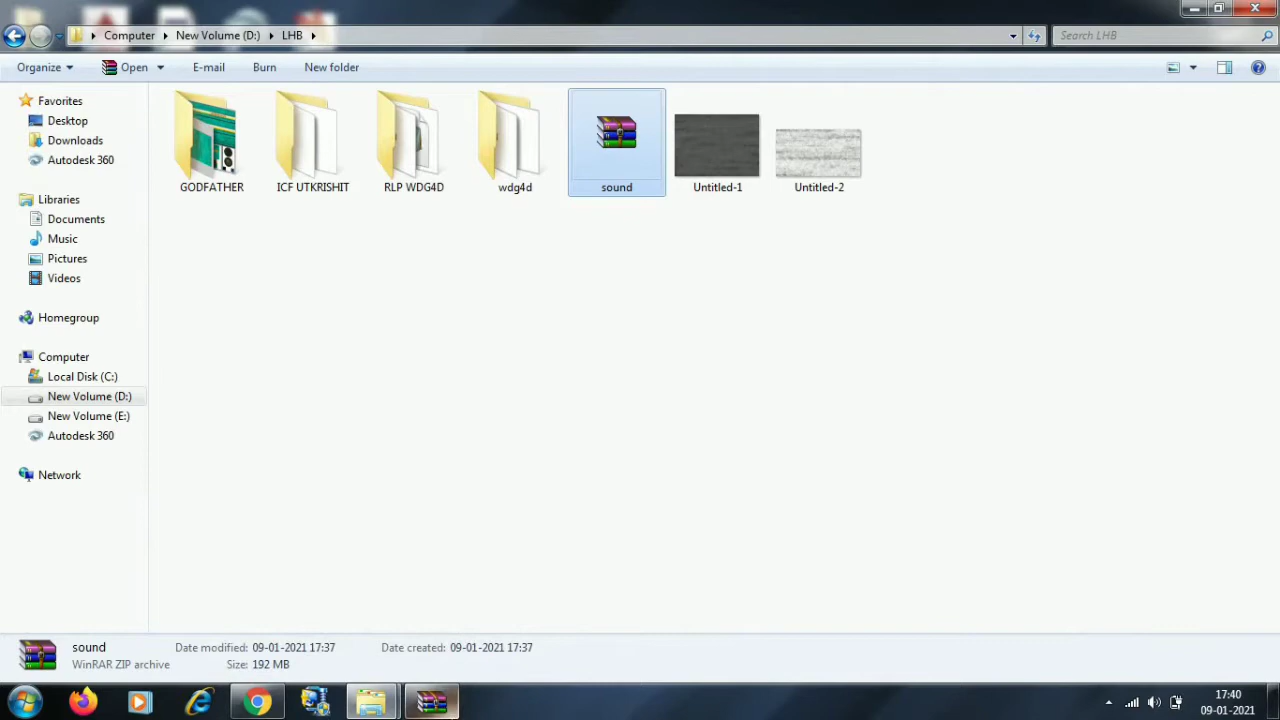 Computer
New Volume (D:)
LHB
Search LHB
Organize
Open
E-mail
Burn
New folder
Favorites
Desktop
Downloads
Autodesk 360
Libraries
Documents
Music
Pictures
Videos
Homegroup
Computer
Local Disk (C:)
New Volume (D:)
New Volume (E:)
Autodesk 360
Network
GODFATHER
ICF UTKRISHIT
RLP WDG4D
wdg4d
sound
Untitled-1
Untitled-2
sound
WinRAR ZIP archive
Date modified: 09-01-2021 17:37
Size: 192 MB
Date created: 09-01-2021 17:37
17:40
09-01-2021